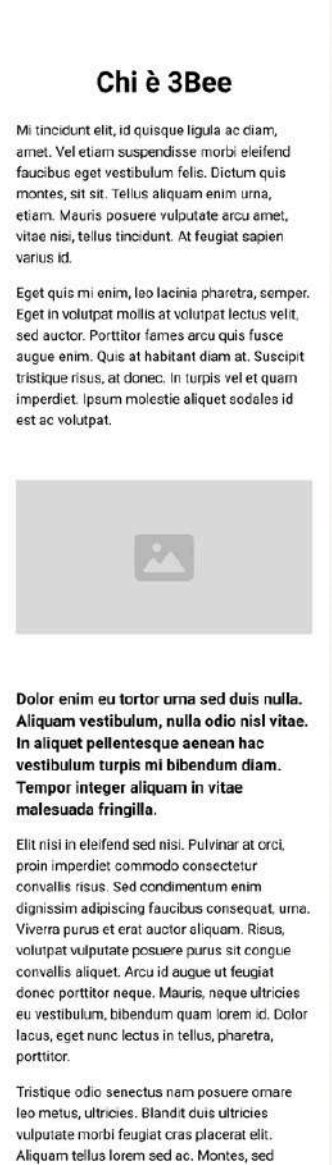 Chi è 3Bee
Mi tincidunt elit, id quisque ligula ac diam,
amet. Vel etiam suspendisse morbi eleifend
faucibus eget vestibulum felis. Dictum quis
montes, sit sit. Tellus aliquam enim urna,
etiam. Mauris posuere vulputate arcu amet,
vitae nisi, tellus tincidunt. At feugiat sapien
varius id.
Eget quis mi enim, leo lacinia pharetra, semper.
Eget in volutpat mollis at volutpat lectus velit,
sed auctor. Porttitor fames arcu quis fusce
augue enim. Quis at habitant diam at. Suscipit
tristique risus, at donec. In turpis vel et quam
imperdiet. Ipsum molestie aliquet sodales id
est ac volutpat.
Dolor enim eu tortor urna sed duis nulla.
Aliquam vestibulum, nulla odio nisl vitae.
In aliquet pellentesque aenean hac
vestibulum turpis mi bibendum diam.
Tempor integer aliquam in vitae
malesuada fringilla.
Elit nisi in eleifend sed nisi. Pulvinar at orci,
proin imperdiet commodo consectetur
convallis risus. Sed condimentum enim
dignissim adipiscing faucibus consequat, urna.
Viverra purus et erat auctor aliquam. Risus,
volutpat vulputate posuere purus sit congue
convallis aliquet. Arcu id augue ut feugiat
donec porttitor neque. Mauris, neque ultricies
eu vestibulum, bibendum quam lorem id. Dolor
lacus, eget nunc lectus in tellus, pharetra,
porttitor.
Tristique odio senectus nam posuere ornare
leo metus, ultricies. Blandit duis ultricies
vulputate morbi feugiat cras placerat elit.
Aliquam tellus lorem sed ac. Montes, sed